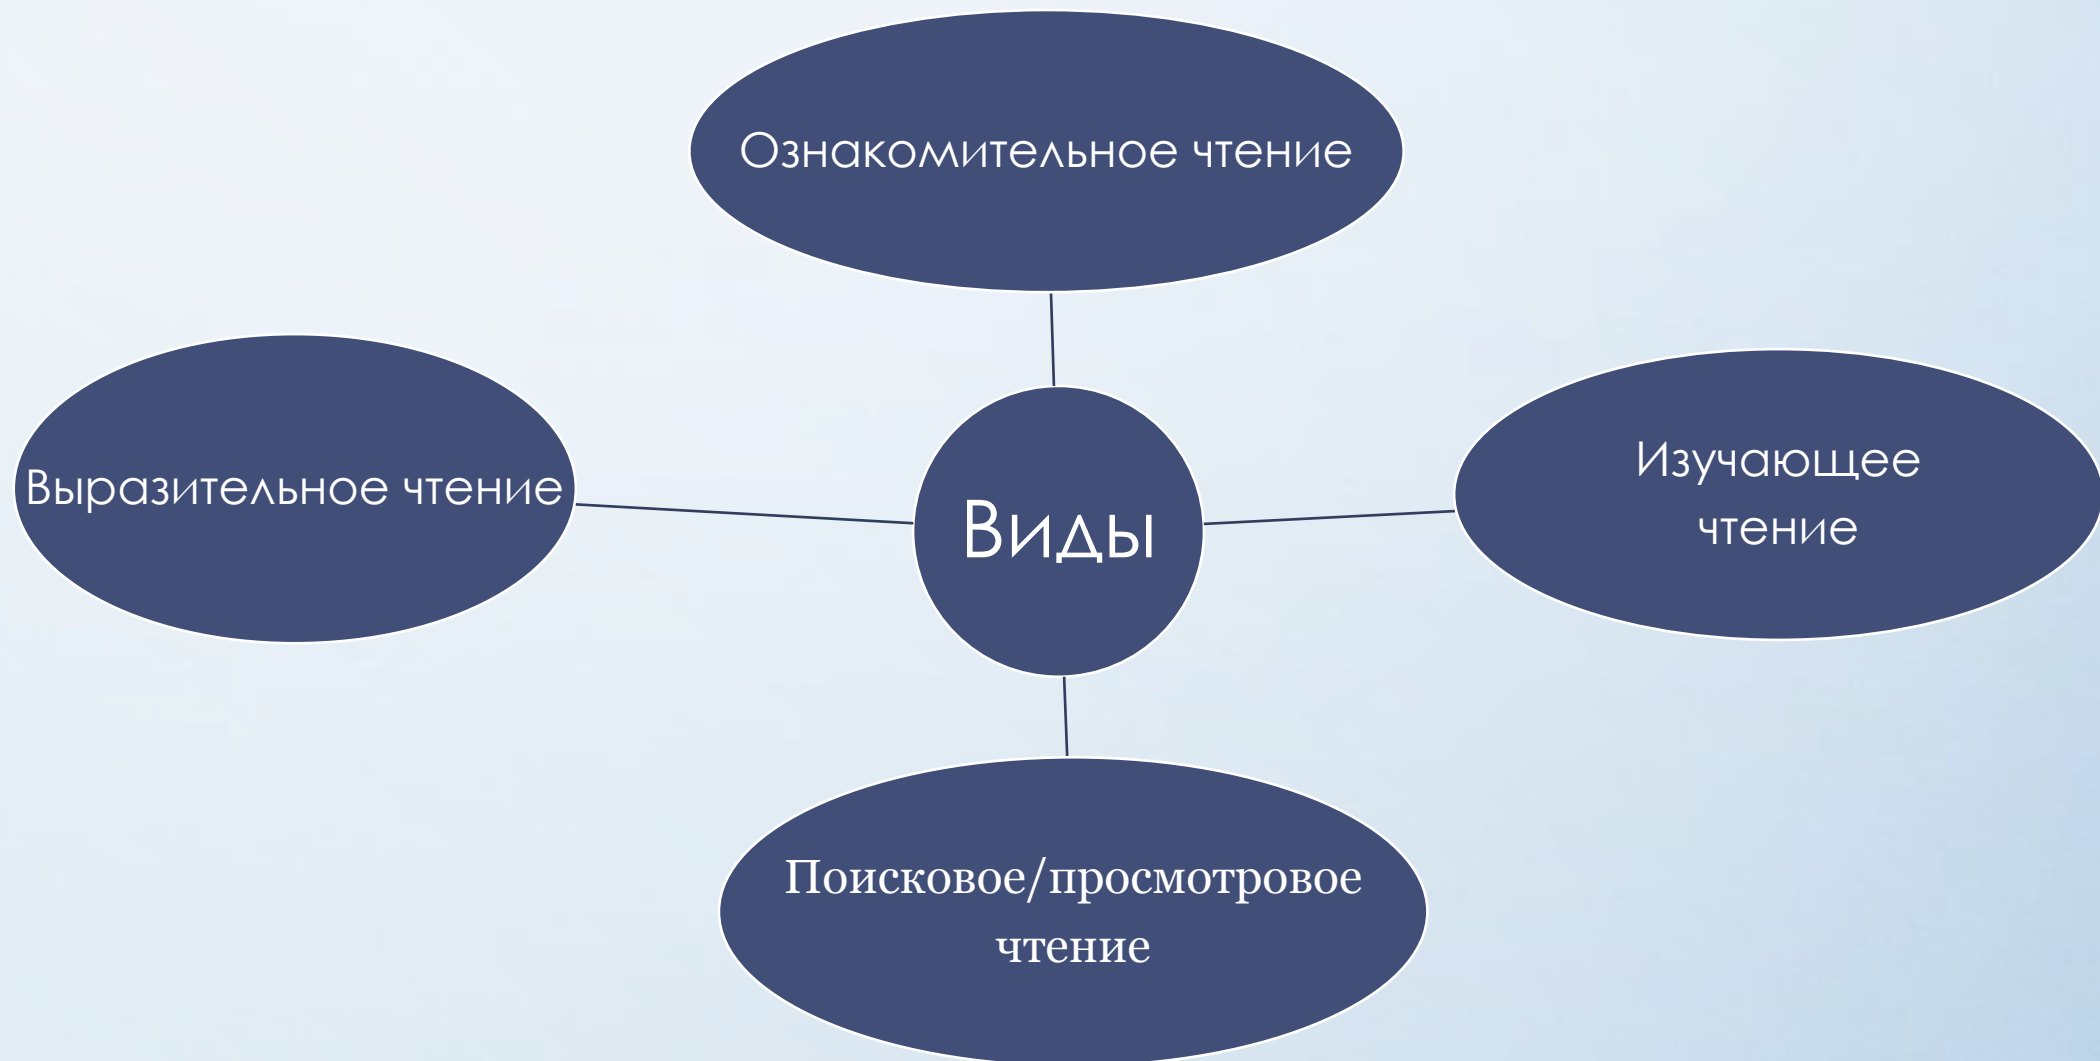 Ознакомительное чтение
Выразительное чтение
Виды
Изучающее
чтение
Поисковое/просмотровое
чтение